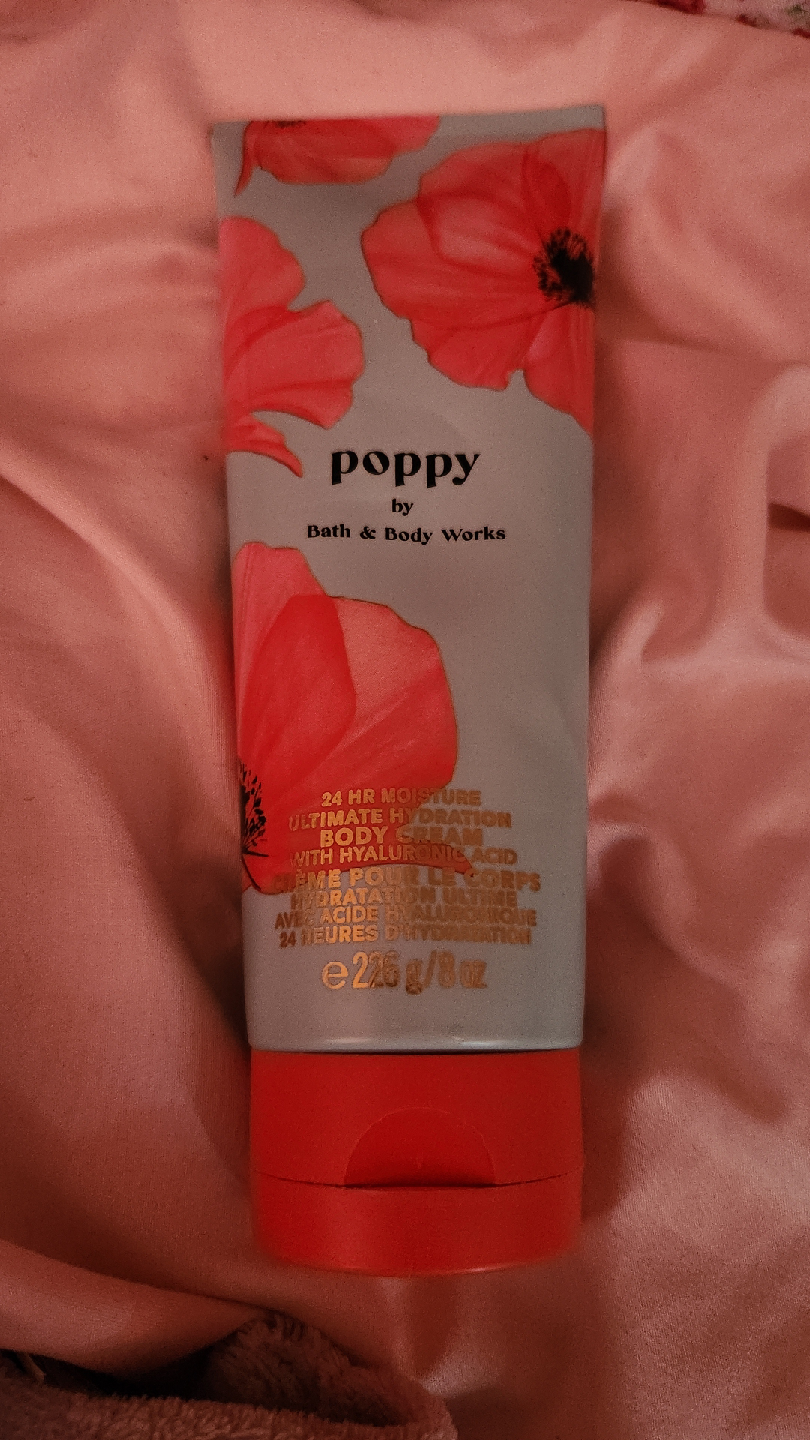 poppy
by
Bath & Body Works
24 HR MOISTURE
ULTIMATE HYDRATION
BODY CREAM
WITH HYALURONIC ACID
CRÈME POUR LE CORPS
HYDRATATION ULTIME
AVEC ACIDE HYALURONIQUE
24 HEURES D'HYDRATATION
e 226 g/8 oz